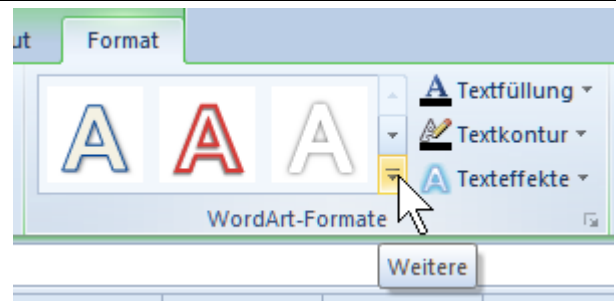 ut Format
A A A
A Textfüllung
Textkontur
A Texteffekte
WordArt-Formate
Weitere